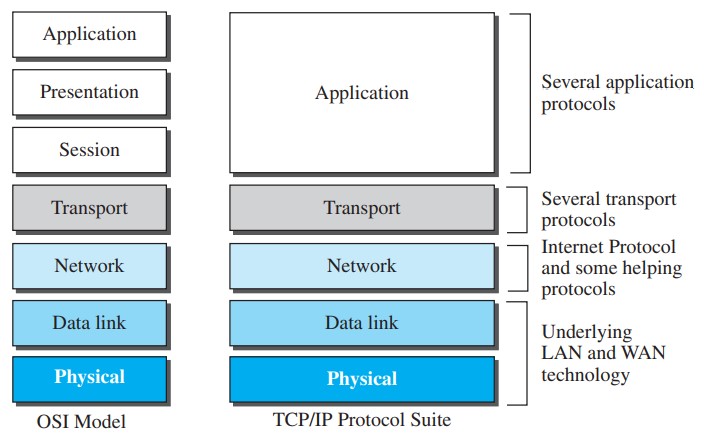 Application
Presentation
Session
Transport
Network
Data link
Physical
OSI Model
Application
Transport
Network
Data link
Physical
TCP/IP Protocol Suite
Several application
protocols
Several transport
protocols
Internet Protocol
and some helping
protocols
Underlying
LAN and WAN
technology